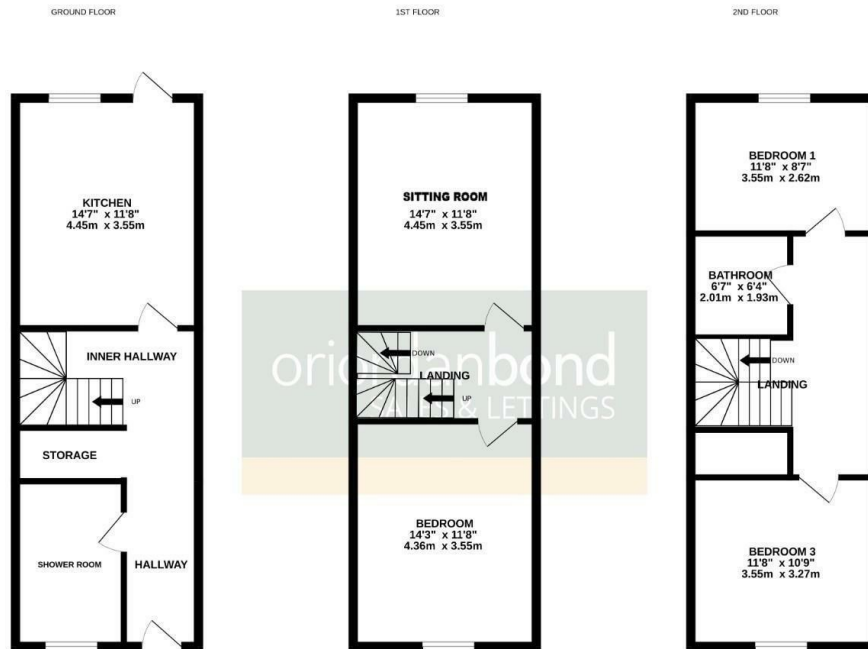 GROUND FLOOR
KITCHEN
14'7" x 11'8"
4.45m x 3.55m
INNER HALLWAY
UP
STORAGE
SHOWER ROOM
HALLWAY
1ST FLOOR
SITTING ROOM
14'7" x 11'8"
4.45m x 3.55m
DOWN
LANDING
UP
BEDROOM
14'3" x 11'8"
4.36m x 3.55m
2ND FLOOR
BEDROOM 1
11'8" x 8'7"
3.55m x 2.62m
BATHROOM
6'7" x 6'4"
2.01m x 1.93m
DOWN
LANDING
BEDROOM 3
11'8" x 10'9"
3.55m x 3.27m
oriordanbond
SALES & LETTINGS